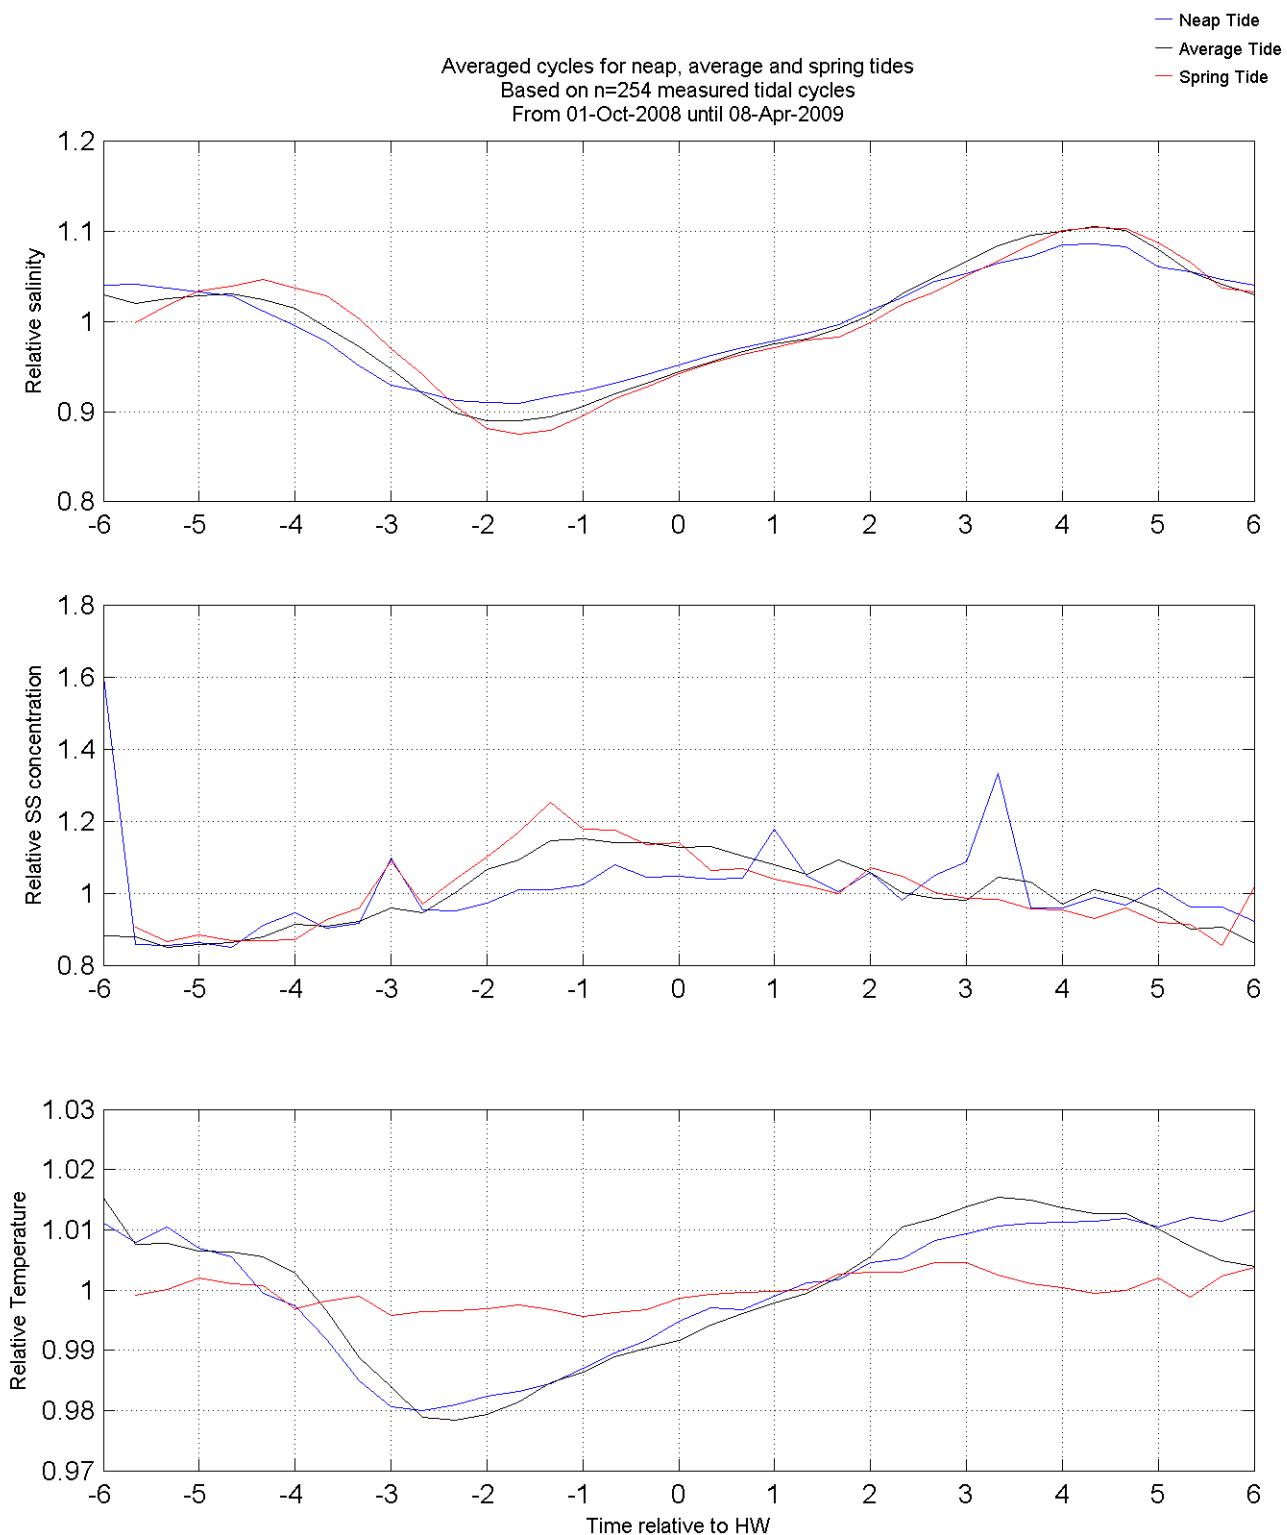 Neap Tide
Average Tide
Spring Tide
Averaged cycles for neap, average and spring tides
Based on n=254 measured tidal cycles
From 01-Oct-2008 until 08-Apr-2009
1.2
1.1
1
0.9
0.8
Relative salinity
-6 -5 -4 -3 -2 -1 0 1 2 3 4 5 6
1.8
1.6
1.4
1.2
1
0.8
Relative SS concentration
-6 -5 -4 -3 -2 -1 0 1 2 3 4 5 6
1.03
1.02
1.01
1
0.99
0.98
0.97
Relative Temperature
-6 -5 -4 -3 -2 -1 0 1 2 3 4 5 6
Time relative to HW